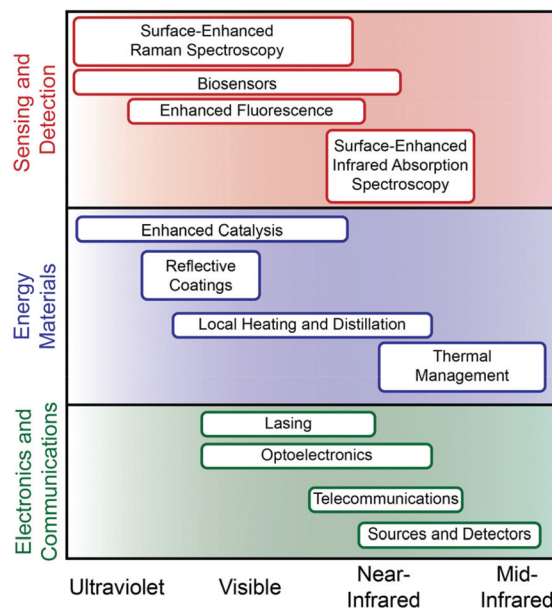 Sensing and
Detection
Surface-Enhanced
Raman Spectroscopy
Biosensors
Enhanced Fluorescence
Surface-Enhanced
Infrared Absorption
Spectroscopy
Energy
Materials
Enhanced Catalysis
Reflective
Coatings
Local Heating and Distillation
Thermal
Management
Electronics and
Communications
Lasing
Optoelectronics
Telecommunications
Sources and Detectors
Ultraviolet
Visible
Near-
Infrared
Mid-
Infrared